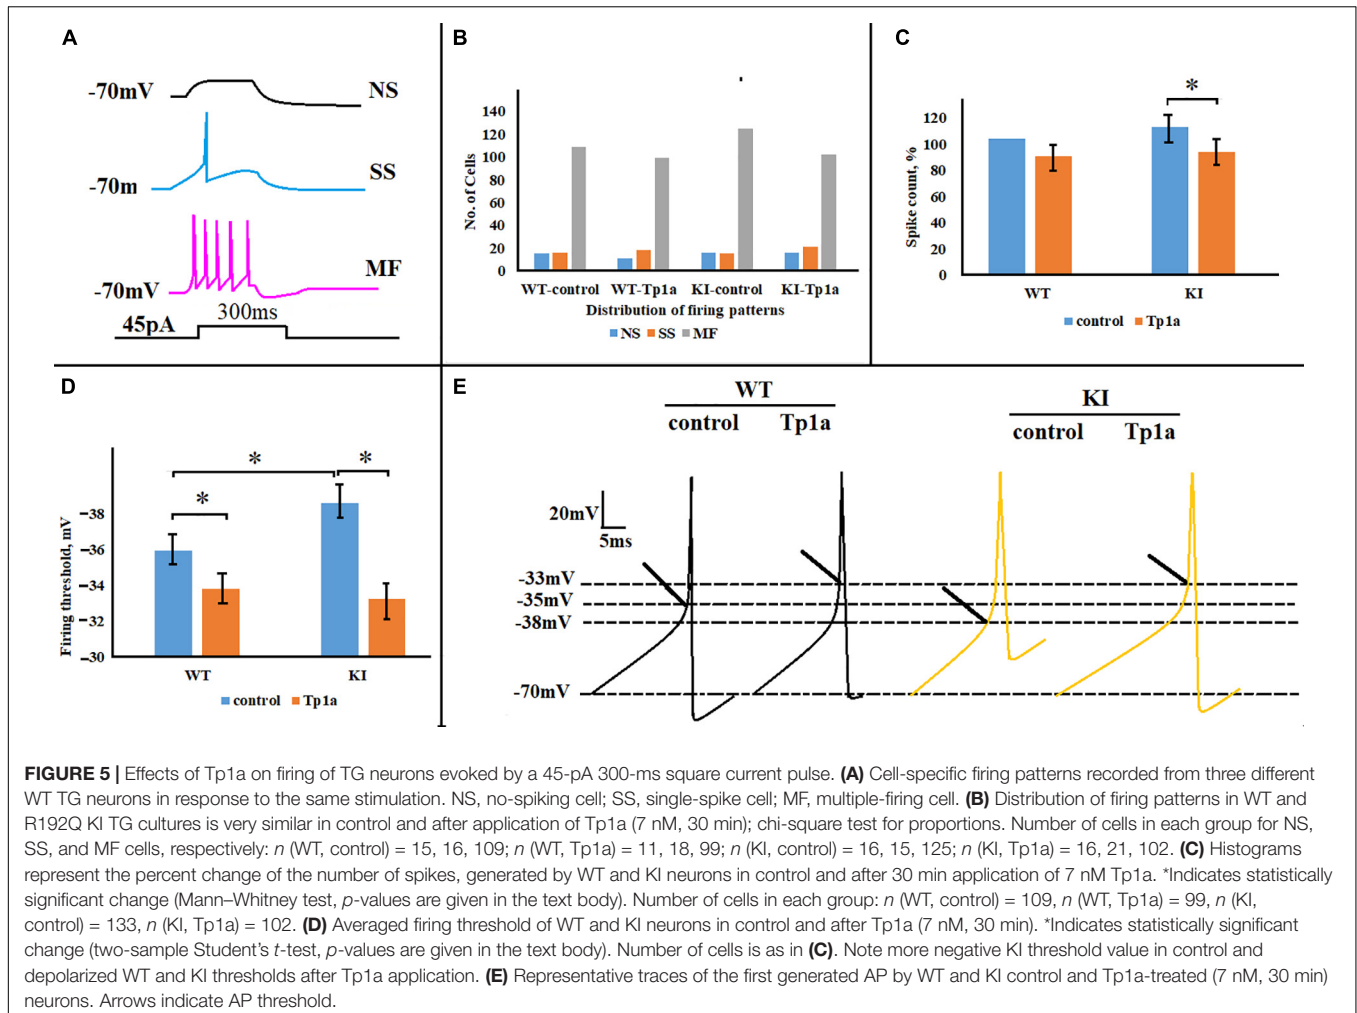 A
-70mV
NS
-70m
SS
-70mV
MF
300ms
45pA
B
No. of Cells
140
120
100
80
60
40
20
0
WT-control WT-Tp1a KI-control KI-Tp1a
Distribution of firing patterns
NS SS MF
C
*
Spike count, %
120
100
80
60
40
20
0
WT KI
control Tp1a
D
* * *
Firing threshold, mV
−38
−36
−34
−32
−30
WT KI
control Tp1a
E
WT
control Tp1a
KI
control Tp1a
20mV
5ms
-33mV
-35mV
-38mV
-70mV
FIGURE 5 | Effects of Tp1a on firing of TG neurons evoked by a 45-pA 300-ms square current pulse. (A) Cell-specific firing patterns recorded from three different
WT TG neurons in response to the same stimulation. NS, no-spiking cell; SS, single-spike cell; MF, multiple-firing cell. (B) Distribution of firing patterns in WT and
R192Q KI TG cultures is very similar in control and after application of Tp1a (7 nM, 30 min); chi-square test for proportions. Number of cells in each group for NS,
SS, and MF cells, respectively: n (WT, control) = 15, 16, 109; n (WT, Tp1a) = 11, 18, 99; n (KI, control) = 16, 15, 125; n (KI, Tp1a) = 16, 21, 102. (C) Histograms
represent the percent change of the number of spikes, generated by WT and KI neurons in control and after 30 min application of 7 nM Tp1a. *Indicates statistically
significant change (Mann–Whitney test, p-values are given in the text body). Number of cells in each group: n (WT, control) = 109, n (WT, Tp1a) = 99, n (KI,
control) = 133, n (KI, Tp1a) = 102. (D) Averaged firing threshold of WT and KI neurons in control and after Tp1a (7 nM, 30 min). *Indicates statistically significant
change (two-sample Student's t-test, p-values are given in the text body). Number of cells is as in (C). Note more negative KI threshold value in control and
depolarized WT and KI thresholds after Tp1a application. (E) Representative traces of the first generated AP by WT and KI control and Tp1a-treated (7 nM, 30 min)
neurons. Arrows indicate AP threshold.